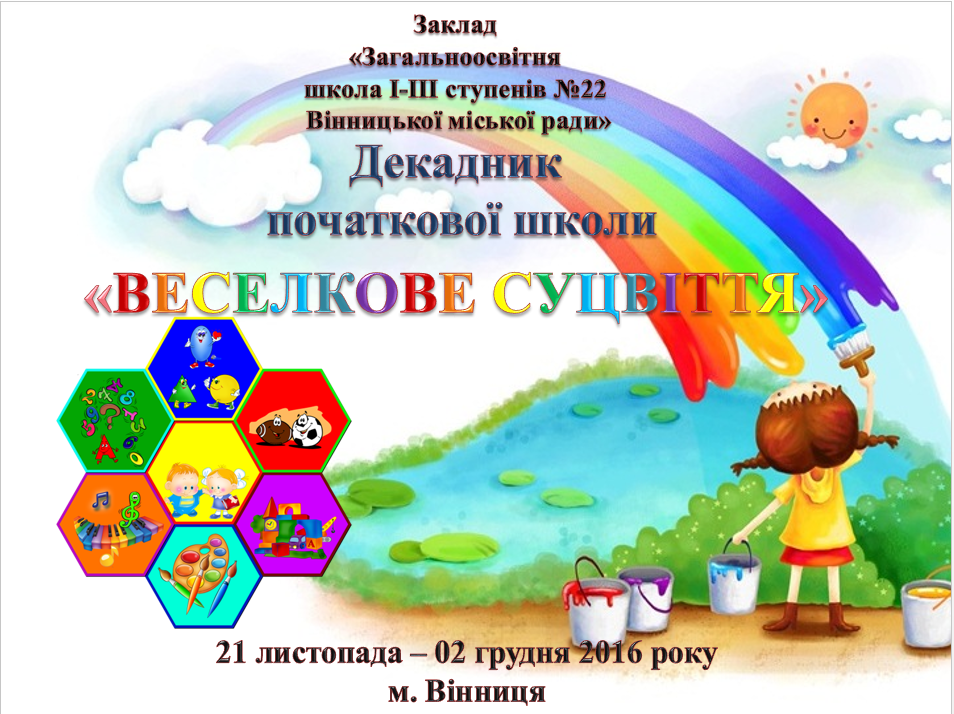 Заклад
«Загальноосвітня
школа І-ІІІ ступенів №22
Вінницької міської ради»
Декадник
початкової школи
«ВЕСЕЛКОВЕ СУЦВІТТЯ»
21 листопада – 02 грудня 2016 року
м. Вінниця